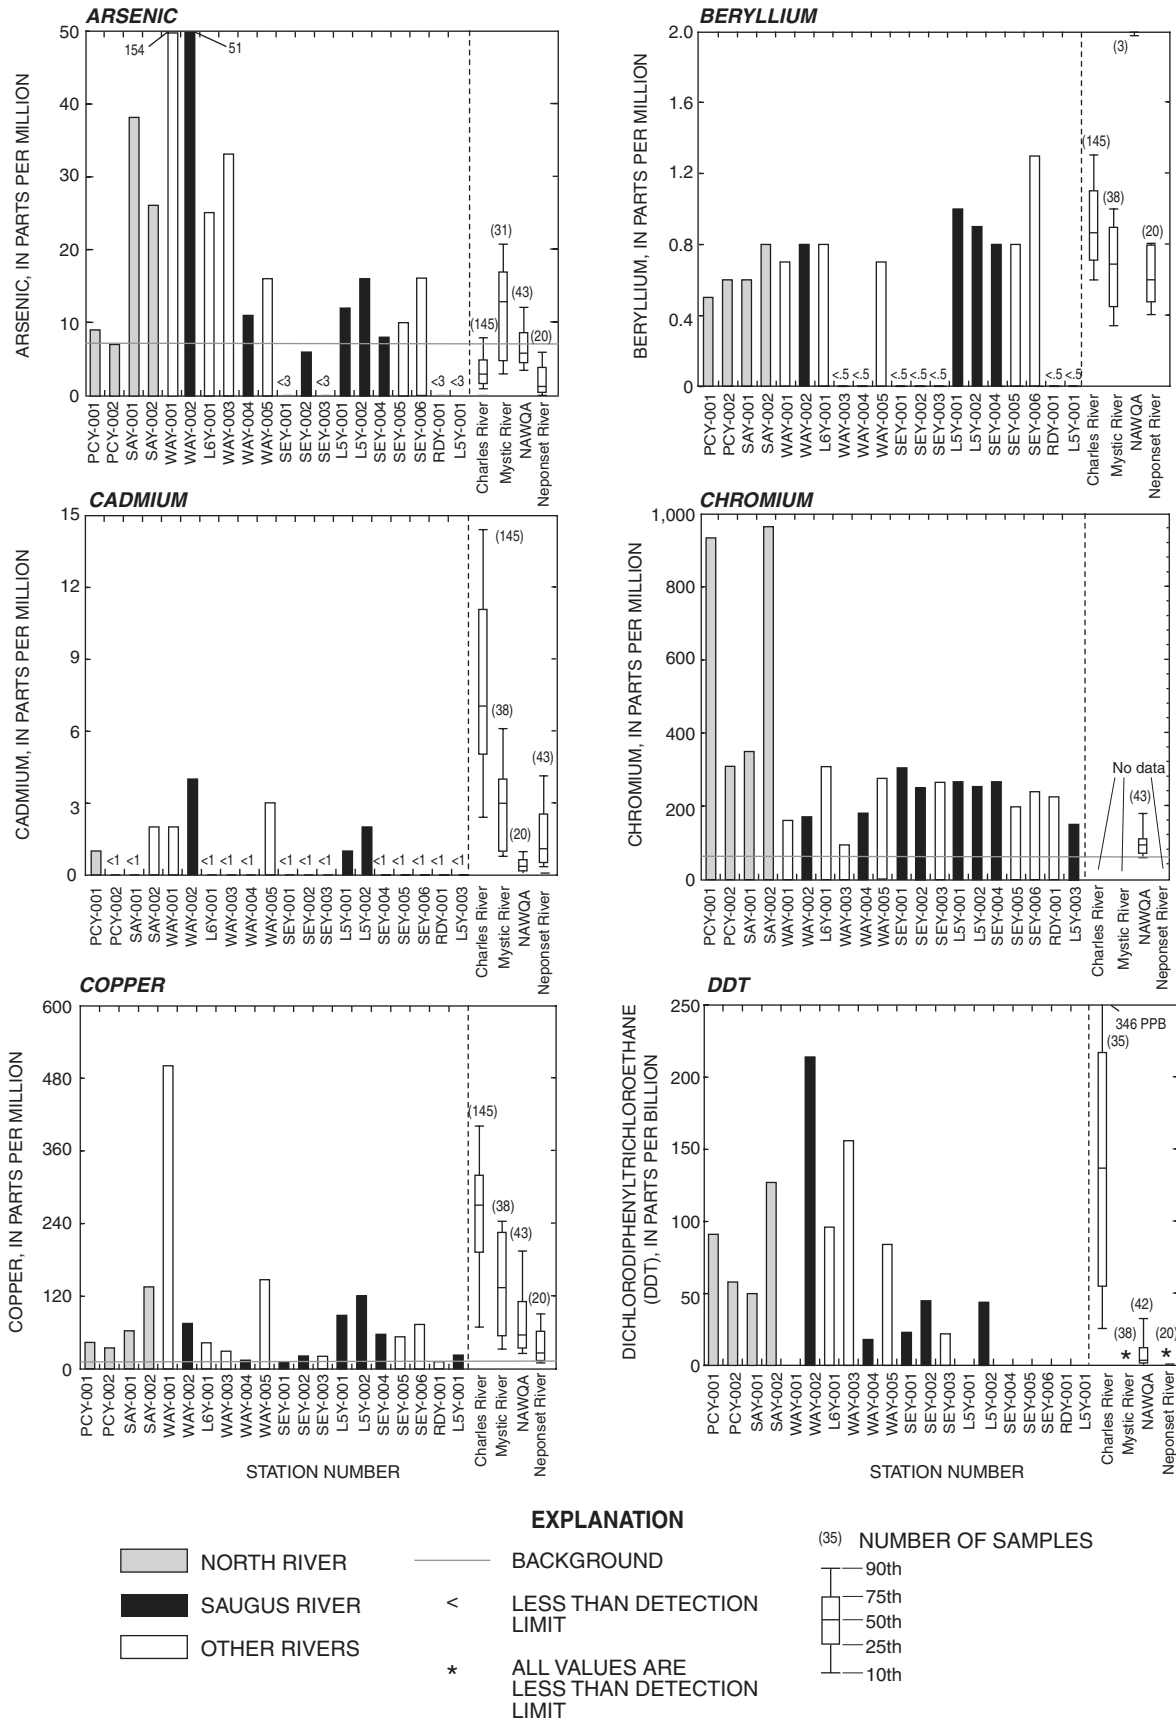 ARSENIC
ARSENIC, IN PARTS PER MILLION
50
40
30
20
10
0
154
51
<3
<3
<3
<3
(145)
(31)
(43)
(20)
PCY-001
PCY-002
SAY-001
SAY-002
WAY-001
WAY-002
L6Y-001
WAY-003
WAY-004
WAY-005
SEY-001
SEY-002
SEY-003
L5Y-001
L5Y-002
SEY-004
SEY-005
SEY-006
RDY-001
L5Y-001
Charles River
Mystic River
NAWQA
Neponset River
BERYLLIUM
BERYLLIUM, IN PARTS PER MILLION
2.0
1.6
1.2
0.8
0.4
0
<.5
<.5
<.5
<.5
<.5
<.5
<.5
(145)
(38)
(3)
(20)
PCY-001
PCY-002
SAY-001
SAY-002
WAY-001
WAY-002
L6Y-001
WAY-003
WAY-004
WAY-005
SEY-001
SEY-002
SEY-003
L5Y-001
L5Y-002
SEY-004
SEY-005
SEY-006
RDY-001
L5Y-001
Charles River
Mystic River
NAWQA
Neponset River
CADMIUM
CADMIUM, IN PARTS PER MILLION
15
12
9
6
3
0
<1
<1
<1
<1
<1
<1
<1
<1
<1
<1
<1
<1
<1
(145)
(38)
(20)
(43)
PCY-001
PCY-002
SAY-001
SAY-002
WAY-001
WAY-002
L6Y-001
WAY-003
WAY-004
WAY-005
SEY-001
SEY-002
SEY-003
L5Y-001
L5Y-002
SEY-004
SEY-005
SEY-006
RDY-001
L5Y-003
Charles River
Mystic River
NAWQA
Neponset River
CHROMIUM
CHROMIUM, IN PARTS PER MILLION
1,000
800
600
400
200
0
No data
(43)
PCY-001
PCY-002
SAY-001
SAY-002
WAY-001
WAY-002
L6Y-001
WAY-003
WAY-004
WAY-005
SEY-001
SEY-002
SEY-003
L5Y-001
L5Y-002
SEY-004
SEY-005
SEY-006
RDY-001
L5Y-003
Charles River
Mystic River
NAWQA
Neponset River
COPPER
COPPER, IN PARTS PER MILLION
600
480
360
240
120
0
(145)
(38)
(43)
(20)
PCY-001
PCY-002
SAY-001
SAY-002
WAY-001
WAY-002
L6Y-001
WAY-003
WAY-004
WAY-005
SEY-001
SEY-002
SEY-003
L5Y-001
L5Y-002
SEY-004
SEY-005
SEY-006
RDY-001
L5Y-001
Charles River
Mystic River
NAWQA
Neponset River
STATION NUMBER
DDT
DICHLORODIPHENYLTRICHLOROETHANE
(DDT), IN PARTS PER BILLION
250
200
150
100
50
0
346 PPB
(35)
(38)
(42)
(20)
*
*
PCY-001
PCY-002
SAY-001
SAY-002
WAY-001
WAY-002
L6Y-001
WAY-003
WAY-004
WAY-005
SEY-001
SEY-002
SEY-003
L5Y-001
L5Y-002
SEY-004
SEY-005
SEY-006
RDY-001
L5Y-001
Charles River
Mystic River
NAWQA
Neponset River
STATION NUMBER
EXPLANATION
NORTH RIVER
SAUGUS RIVER
OTHER RIVERS
BACKGROUND
< LESS THAN DETECTION
LIMIT
* ALL VALUES ARE
LESS THAN DETECTION
LIMIT
(35) NUMBER OF SAMPLES
90th
75th
50th
25th
10th